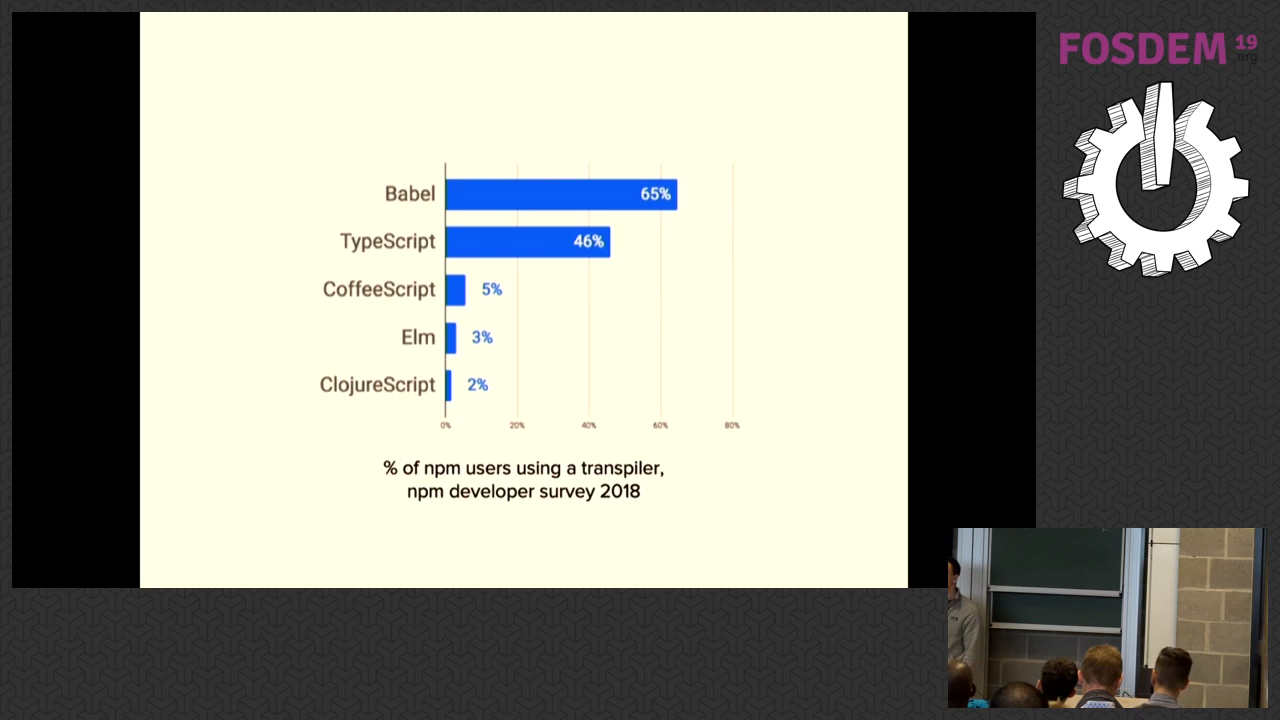 FOSDEM 19
.org
Babel 65%
TypeScript 46%
CoffeeScript 5%
Elm 3%
ClojureScript 2%
0% 20% 40% 60% 80%
% of npm users using a transpiler,
npm developer survey 2018